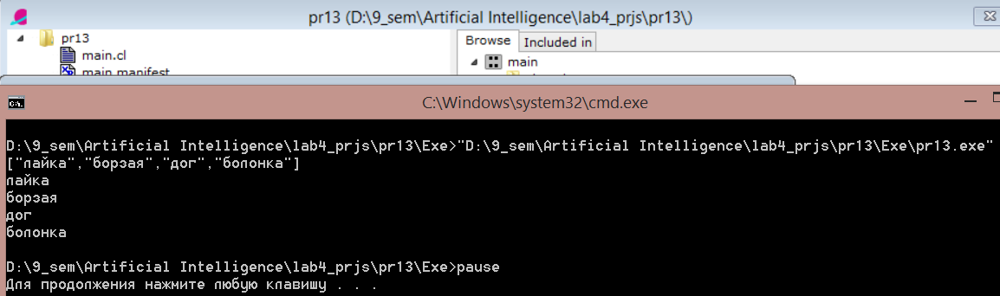 pr13 (D:\9_sem\Artificial Intelligence\lab4_prjs\pr13\)
pr13
main.cl
main.manifest
Browse
Included in
main
C:\Windows\system32\cmd.exe
D:\9_sem\Artificial Intelligence\lab4_prjs\pr13\Exe>"D:\9_sem\Artificial Intelligence\lab4_prjs\pr13\Exe\pr13.exe"
["лайка","борзая","дог","болонка"]
лайка
борзая
дог
болонка
D:\9_sem\Artificial Intelligence\lab4_prjs\pr13\Exe>pause
Для продолжения нажмите любую клавишу . . .